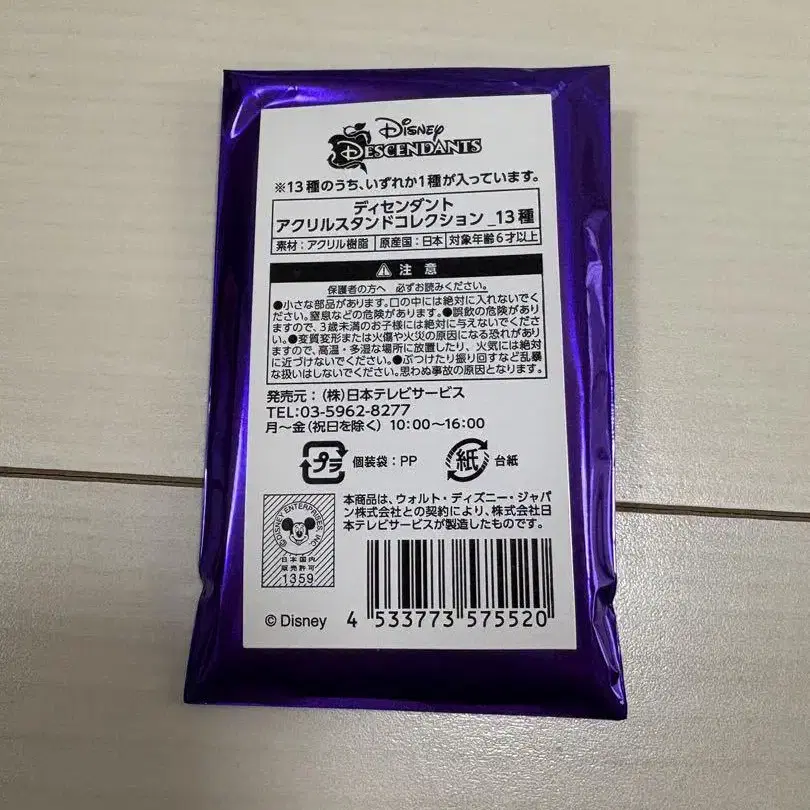 Disney
DESCENDANTS
※13種のうち、いずれか1種が入っています。
ディセンダント
アクリルスタンドコレクション_13種
素材:アクリル樹脂 原産国:日本 対象年齢6才以上
注意
保護者の方へ 必ずお読みください。
●小さな部品があります。口の中には絶対に入れないでく
ださい。窒息などの危険があります。●誤飲の危険があり
ますので、3歳未満のお子様には絶対に与えないでくださ
い。●変質変形または火傷や火災の原因になる恐れがあり
ますので、高温・多湿な場所に放置したり、火気には絶対
に近づけないでください。●ぶつけたり振り回すなど乱暴
な扱いはしないでください。思わぬ事故の原因となります。
発売元:(株)日本テレビサービス
TEL:03-5962-8277
月〜金(祝日を除く) 10:00〜16:00
プラ 個装袋:PP 紙 台紙
本商品は、ウォルト・ディズニー・ジャパ
ン株式会社との契約により、株式会社日
本テレビサービスが製造したものです。
©DISNEY ENTERPRISES, INC.
日本国内
販売許可
1359
© Disney
4 533773 575520